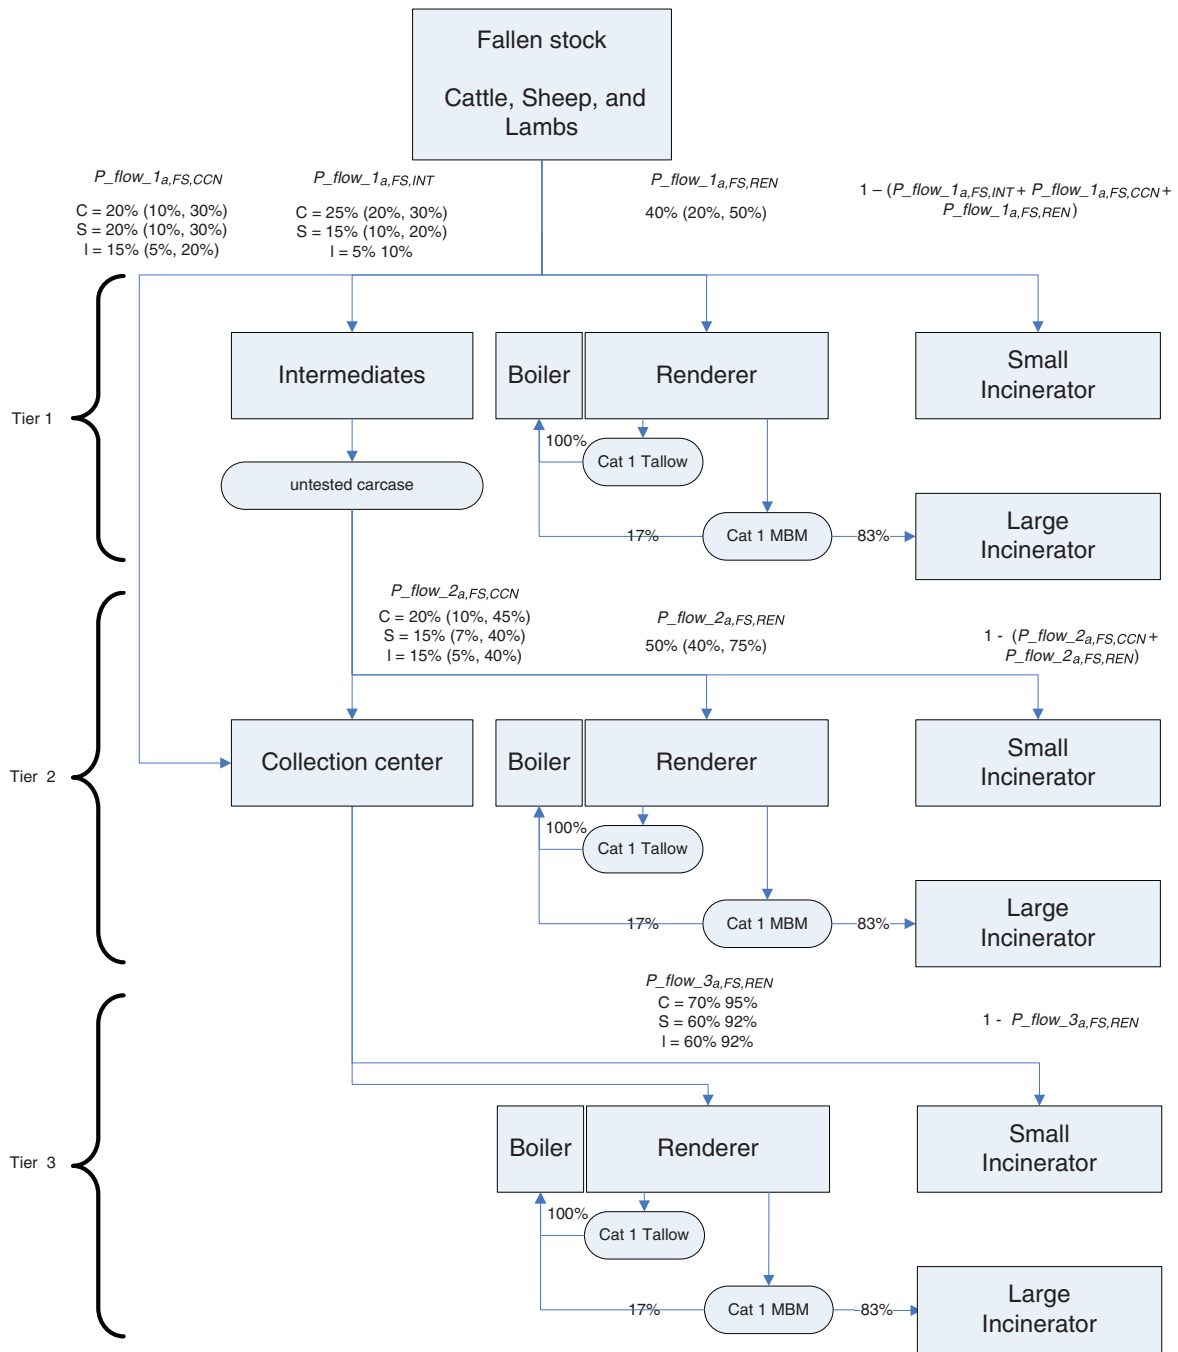 Fallen stock
Cattle, Sheep, and
Lambs
P_flow_1a,FS,CCN
C = 20% (10%, 30%)
S = 20% (10%, 30%)
l = 15% (5%, 20%)
P_flow_1a,FS,INT
C = 25% (20%, 30%)
S = 15% (10%, 20%)
l = 5% 10%
P_flow_1a,FS,REN
40% (20%, 50%)
1 – (P_flow_1a,FS,INT + P_flow_1a,FS,CCN +
P_flow_1a,FS,REN)
Tier 1
Intermediates
Boiler
Renderer
Small
Incinerator
100%
Cat 1 Tallow
untested carcase
17%
Cat 1 MBM
83%
Large
Incinerator
P_flow_2a,FS,CCN
C = 20% (10%, 45%)
S = 15% (7%, 40%)
l = 15% (5%, 40%)
P_flow_2a,FS,REN
50% (40%, 75%)
1 - (P_flow_2a,FS,CCN +
P_flow_2a,FS,REN)
Tier 2
Collection center
Boiler
Renderer
Small
Incinerator
100%
Cat 1 Tallow
17%
Cat 1 MBM
83%
Large
Incinerator
P_flow_3a,FS,REN
C = 70% 95%
S = 60% 92%
l = 60% 92%
1 - P_flow_3a,FS,REN
Tier 3
Boiler
Renderer
Small
Incinerator
100%
Cat 1 Tallow
17%
Cat 1 MBM
83%
Large
Incinerator